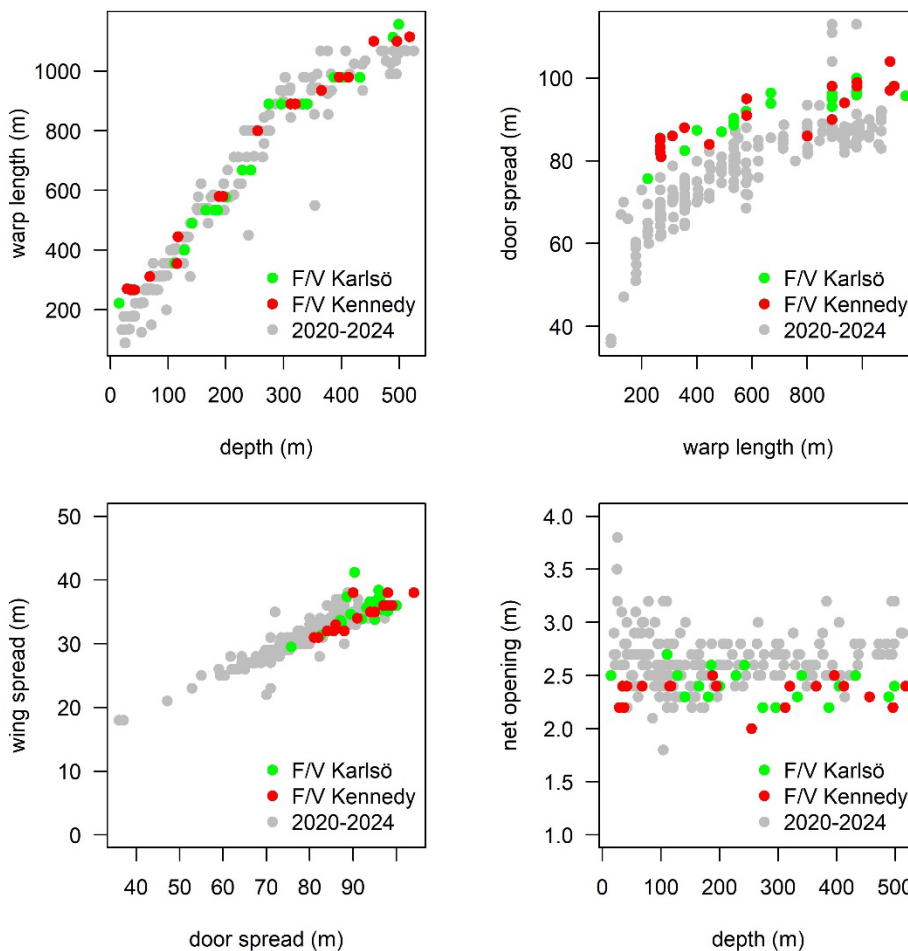 1000
800
600
400
200
warp length (m)
F/V Karlsö
F/V Kennedy
2020-2024
0 100 200 300 400 500
depth (m)
100
80
60
40
door spread (m)
F/V Karlsö
F/V Kennedy
2020-2024
200 400 600 800
warp length (m)
50
40
30
20
10
0
wing spread (m)
F/V Karlsö
F/V Kennedy
2020-2024
40 50 60 70 80 90
door spread (m)
4.0
3.5
3.0
2.5
2.0
1.5
1.0
net opening (m)
F/V Karlsö
F/V Kennedy
2020-2024
0 100 200 300 400 500
depth (m)